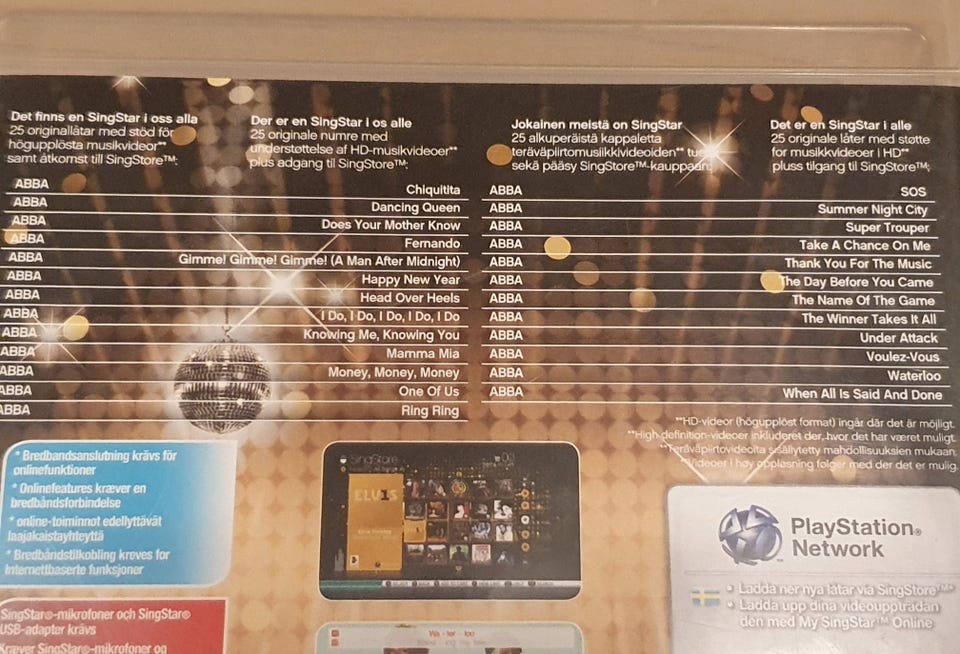 Det finns en SingStar i oss alla
25 originallåtar med stöd för
högupplösta musikvideor**
samt åtkomst till SingStore™:
Der er en SingStar i os alle
25 originale numre med
understøttelse af HD-musikvideoer**
plus adgang til SingStore™:
Jokainen meistä on SingStar
25 alkuperäistä kappaletta
teräväpiirtomusiikkivideoiden**
sekä pääsy SingStore™-kauppaan:
Det er en SingStar i alle
25 originale låter med støtte
for musikkvideoer i HD**
pluss tilgang til SingStore™:
ABBA Chiquitita
ABBA Dancing Queen
ABBA Does Your Mother Know
ABBA Fernando
ABBA Gimme! Gimme! Gimme! (A Man After Midnight)
ABBA Happy New Year
ABBA Head Over Heels
ABBA I Do, I Do, I Do, I Do, I Do
ABBA Knowing Me, Knowing You
ABBA Mamma Mia
ABBA Money, Money, Money
ABBA One Of Us
ABBA Ring Ring
ABBA SOS
ABBA Summer Night City
ABBA Super Trouper
ABBA Take A Chance On Me
ABBA Thank You For The Music
ABBA The Day Before You Came
ABBA The Name Of The Game
ABBA The Winner Takes It All
ABBA Under Attack
ABBA Voulez-Vous
ABBA Waterloo
ABBA When All Is Said And Done
**HD-videor (högupplöst format) ingår där det är möjligt.
**High-definition-videoer inkluderet der, hvor det har været muligt.
**Teräväpiirtovideoita sisällytetty mahdollisuuksien mukaan.
**Videoer i høy oppløsning følger med der det er mulig.
* Bredbandsanslutning krävs för
onlinefunktioner
* Onlinefeatures kræver en
bredbåndsforbindelse
* online-toiminnot edellyttävät
laajakaistayhteyttä
* Bredbåndstilkobling kreves for
Internettbaserte funksjoner
SingStar®-mikrofoner och SingStar®
USB-adapter krävs
Kræver SingStar®-mikrofoner og
SingStore
ELVIS
Wa - ter - loo
PlayStation®
Network
• Ladda ner nya låtar via SingStore™*
• Ladda upp dina videouppträdan
den med My SingStar™ Online